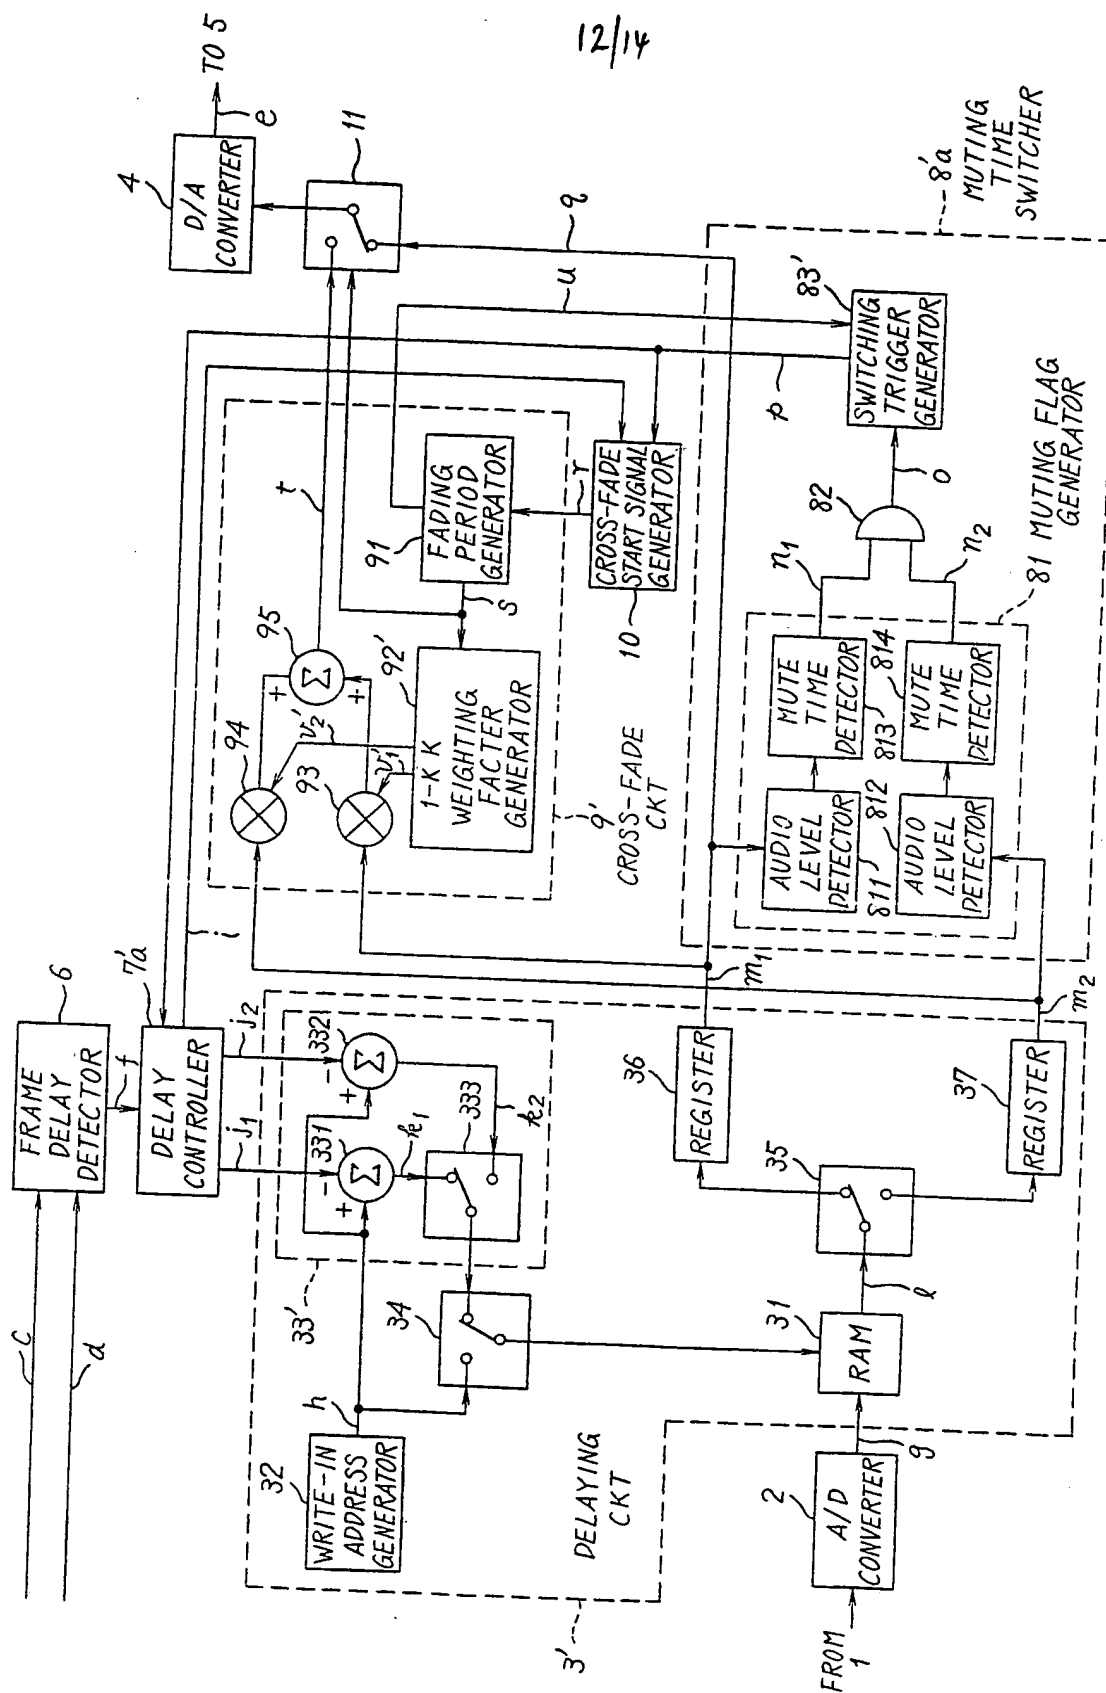 12/14
C
d
FRAME
DELAY
DETECTOR
6
f
DELAY
CONTROLLER
7'a
i
j1
j2
32
WRITE-IN
ADDRESS
GENERATOR
h
33'
+
-
Σ
331
+
-
Σ
332
k1
k2
333
34
DELAYING
CKT
3'
FROM
1
2
A/D
CONVERTER
g
31
RAM
l
35
36
REGISTER
37
REGISTER
m1
m2
94
93
v2'
v1'
+
+
Σ
95
t
1-K K
WEIGHTING
FACTER
GENERATOR
92'
S
91
FADING
PERIOD
GENERATOR
9'
CROSS-FADE
CKT
10
CROSS-FADE
START SIGNAL
GENERATOR
r
4
D/A
CONVERTER
e
TO 5
11
u
q
p
AUDIO
LEVEL
DETECTOR
811
AUDIO
LEVEL
DETECTOR
812
MUTE
TIME
DETECTOR
813
MUTE
TIME
DETECTOR
814
n1
n2
82
O
83'
SWITCHING
TRIGGER
GENERATOR
81 MUTING FLAG
GENERATOR
8'a
MUTING
TIME
SWITCHER